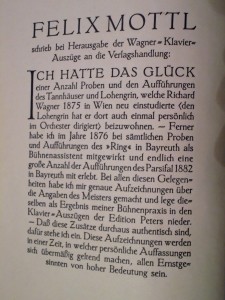 FELIX MOTTL
schrieb bei Herausgabe der Wagner-Klavier-
Auszüge an die Verlagshandlung:
ICH HATTE DAS GLÜCK
einer Anzahl Proben und den Aufführungen
des Tannhäuser und Lohengrin, welche Richard
Wagner 1875 in Wien neu einstudierte (den
Lohengrin hat er dort auch einmal persönlich
im Orchester dirigiert) beizuwohnen. — Ferner
habe ich im Jahre 1876 bei sämtlichen Proben
und Aufführungen des »Ring« in Bayreuth als
Bühnenassistent mitgewirkt und endlich eine
große Anzahl der Aufführungen des Parsifal 1882
in Bayreuth mit erlebt. Bei allen diesen Gelegen-
heiten habe ich mir genaue Aufzeichnungen über
die Angaben des Meisters gemacht und lege die-
selben als Ergebnis meiner Bühnenpraxis in den
Klavier-Auszügen der Edition Peters nieder.
— Daß diese Zusätze durchaus authentisch sind,
dafür stehe ich ein. Diese Aufzeichnungen werden
in einer Zeit, in welcher persönliche Auffassungen
sich übermäßig geltend machen, allen Ernstge-
sinnten von hoher Bedeutung sein.